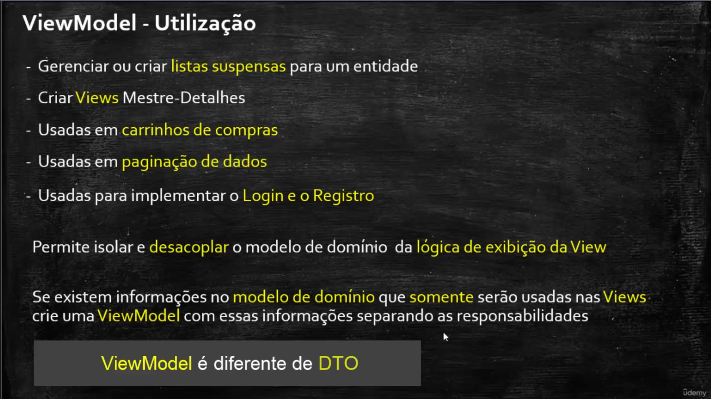 ViewModel - Utilização
- Gerenciar ou criar listas suspensas para um entidade
- Criar Views Mestre-Detalhes
- Usadas em carrinhos de compras
- Usadas em paginação de dados
- Usadas para implementar o Login e o Registro
Permite isolar e desacoplar o modelo de domínio da lógica de exibição da View
Se existem informações no modelo de domínio que somente serão usadas nas Views
crie uma ViewModel com essas informações separando as responsabilidades
ViewModel é diferente de DTO
ûdemy